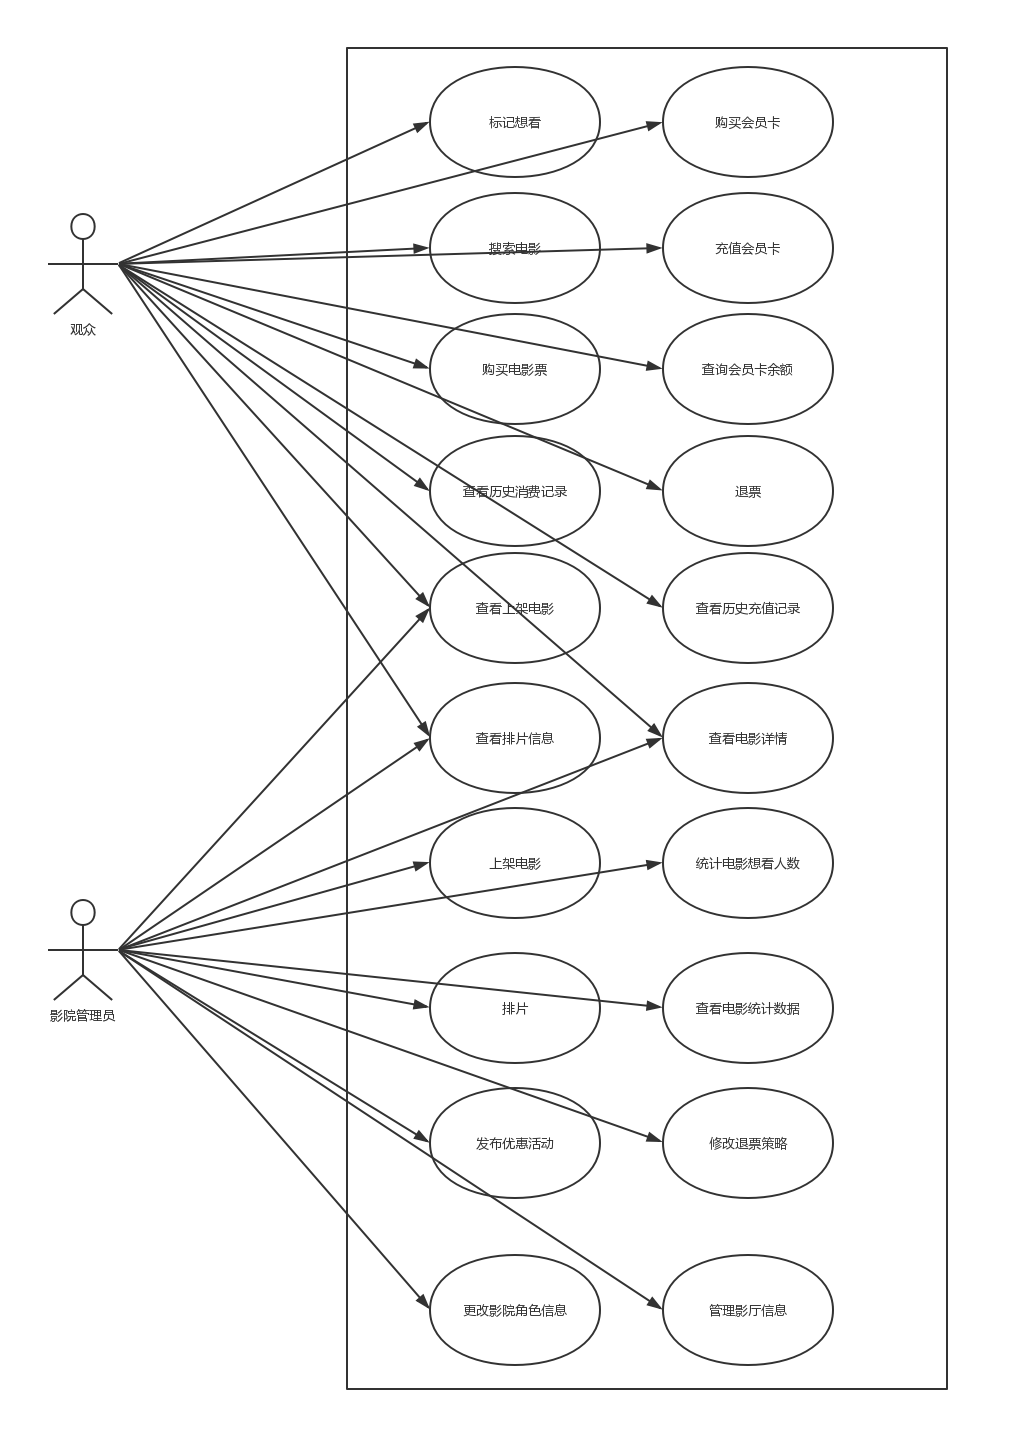 标记想看
购买会员卡
搜索电影
充值会员卡
观众
购买电影票
查询会员卡余额
查看历史消费记录
退票
查看上架电影
查看历史充值记录
查看排片信息
查看电影详情
上架电影
统计电影想看人数
影院管理员
排片
查看电影统计数据
发布优惠活动
修改退票策略
更改影院角色信息
管理影厅信息